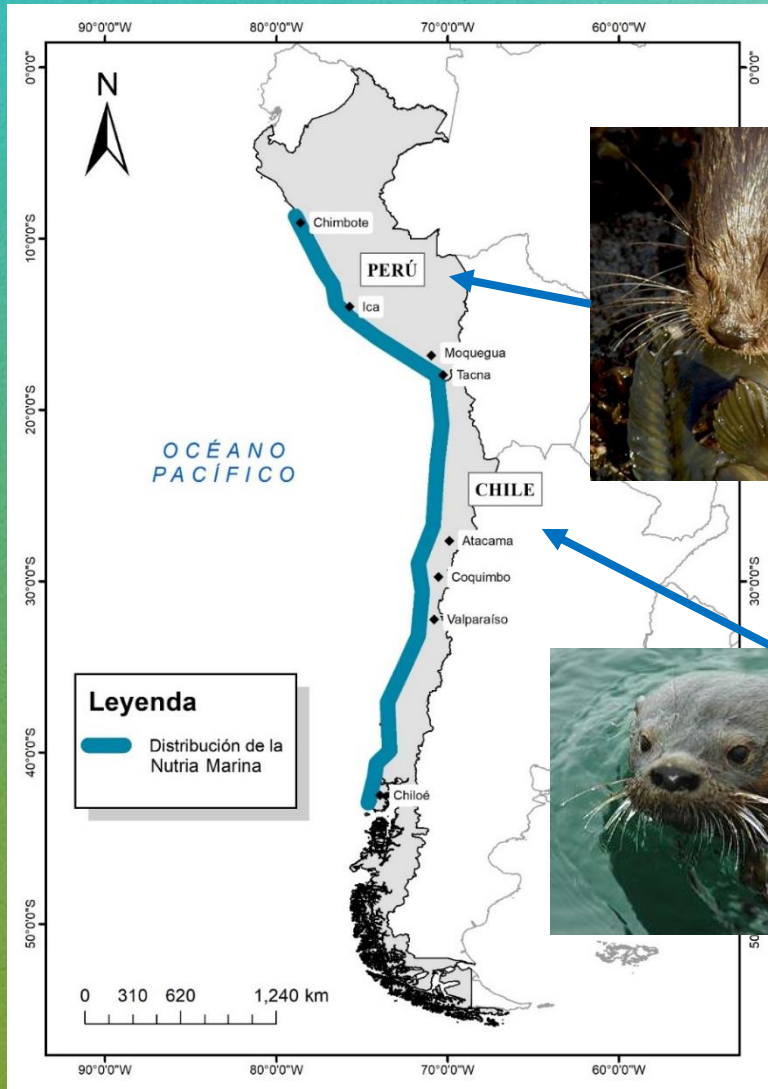 90°0'0"W
80°0'0"W
70°0'0"W
60°0'0"W
0°0'0"
0°0'0"
N
Chimbote
10°0'0"S
PERÚ
Ica
Moquegua
Tacna
20°0'0"S
OCÉANO
PACÍFICO
CHILE
Atacama
Coquimbo
30°0'0"S
30°0'0"S
Valparaíso
Leyenda
Distribución de la
Nutria Marina
40°0'0"S
Chiloé
50°0'0"S
0 310 620 1,240 km
90°0'0"W
80°0'0"W
70°0'0"W
60°0'0"W